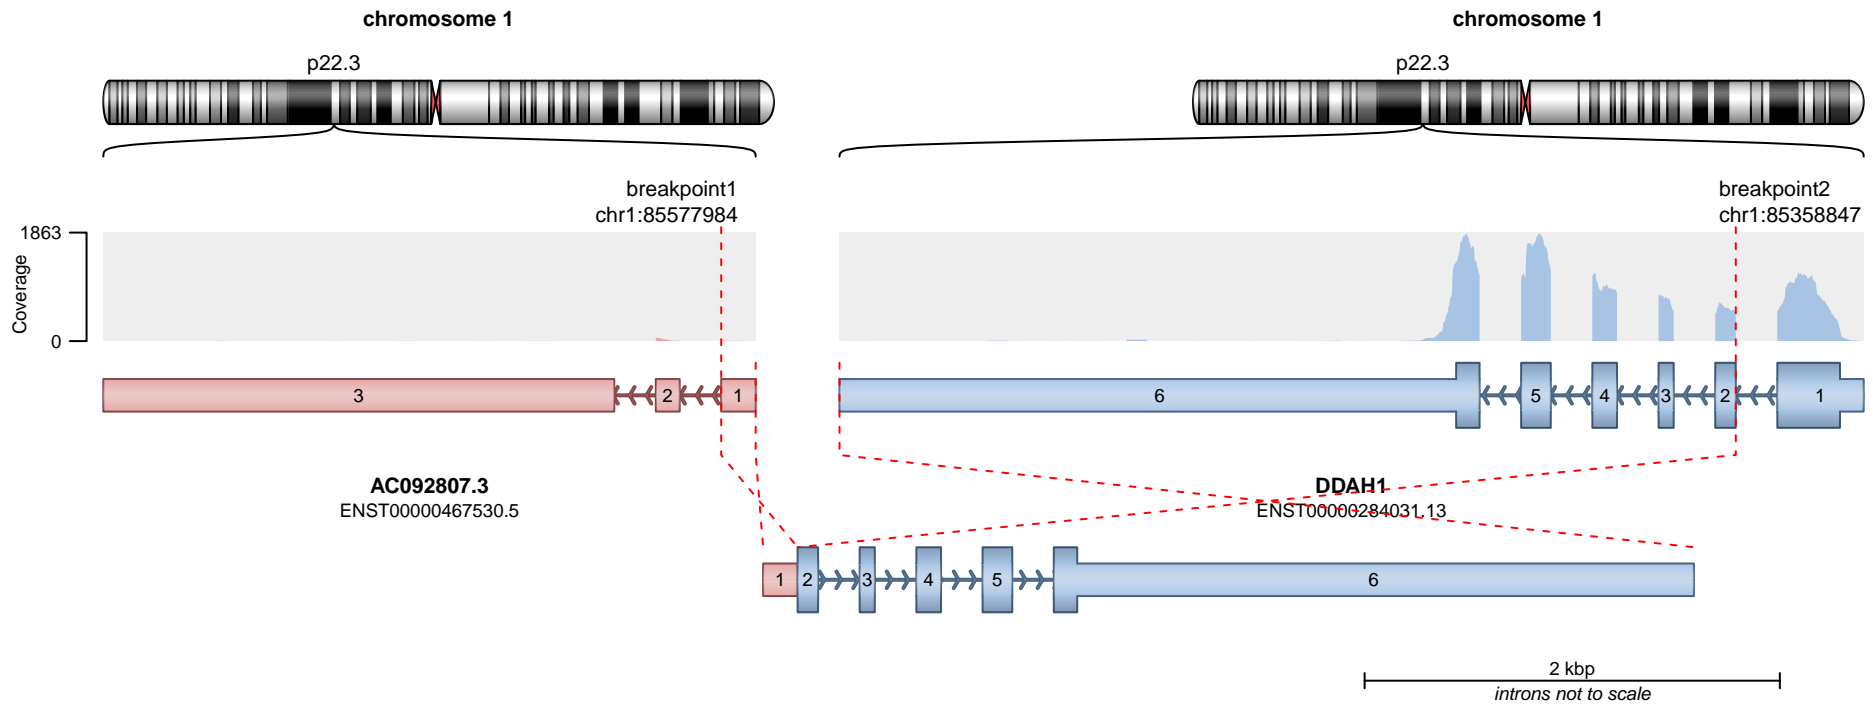 chromosome 1
chromosome 1
p22.3
p22.3
breakpoint1
chr1:85577984
breakpoint2
chr1:85358847
1863
Coverage
0
3 2 1
6 5 4 3 2 1
AC092807.3
ENST00000467530.5
DDAH1
ENST00000284031.13
1 2 3 4 5 6
2 kbp
introns not to scale